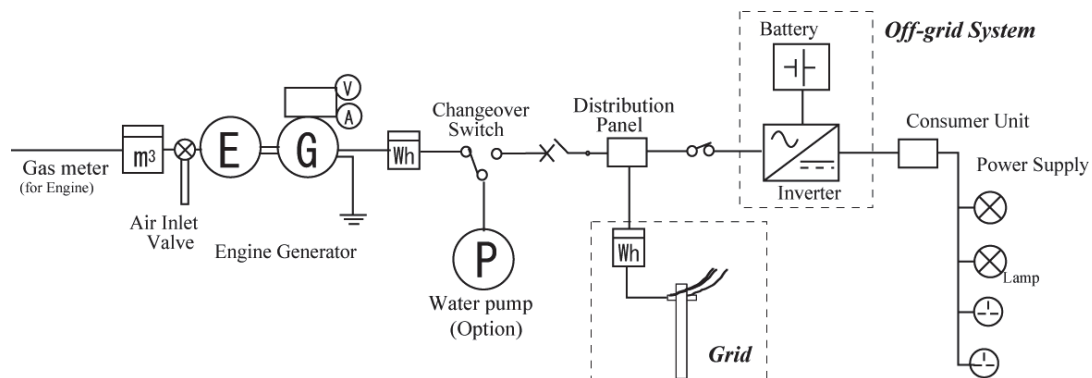 Battery
Off-grid System
V
A
Changeover
Switch
Distribution
Panel
Consumer Unit
m³
E
G
Wh
Gas meter
(for Engine)
Power Supply
Inverter
Air Inlet
Valve
Engine Generator
Wh
P
Lamp
Water pump
(Option)
Grid